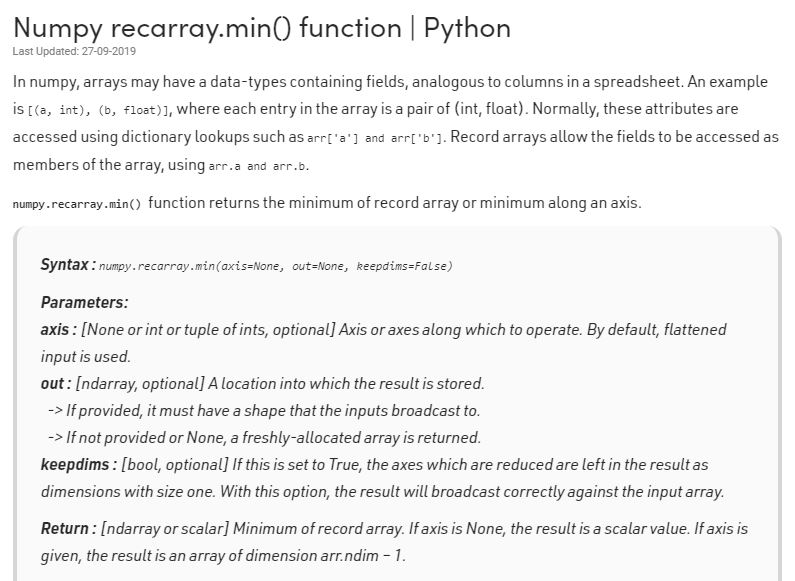 Numpy recarray.min() function | Python
Last Updated: 27-09-2019
In numpy, arrays may have a data-types containing fields, analogous to columns in a spreadsheet. An example
is [(a, int), (b, float)], where each entry in the array is a pair of (int, float). Normally, these attributes are
accessed using dictionary lookups such as arr['a'] and arr['b']. Record arrays allow the fields to be accessed as
members of the array, using arr.a and arr.b.
numpy.recarray.min() function returns the minimum of record array or minimum along an axis.
Syntax : numpy.recarray.min(axis=None, out=None, keepdims=False)
Parameters:
axis : [None or int or tuple of ints, optional] Axis or axes along which to operate. By default, flattened
input is used.
out : [ndarray, optional] A location into which the result is stored.
-> If provided, it must have a shape that the inputs broadcast to.
-> If not provided or None, a freshly-allocated array is returned.
keepdims : [bool, optional] If this is set to True, the axes which are reduced are left in the result as
dimensions with size one. With this option, the result will broadcast correctly against the input array.
Return : [ndarray or scalar] Minimum of record array. If axis is None, the result is a scalar value. If axis is
given, the result is an array of dimension arr.ndim – 1.